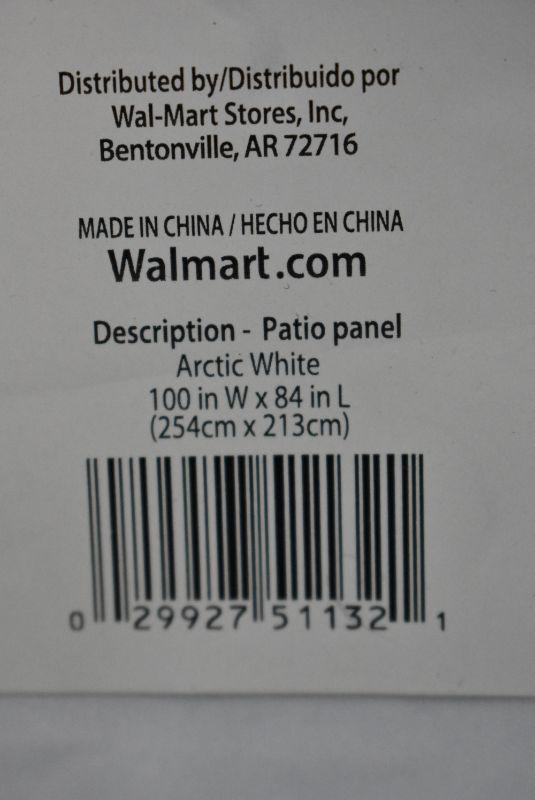 Distributed by/Distribuido por
Wal-Mart Stores, Inc,
Bentonville, AR 72716
MADE IN CHINA / HECHO EN CHINA
Walmart.com
Description - Patio panel
Arctic White
100 in W x 84 in L
(254cm x 213cm)
0 29927 51132 1